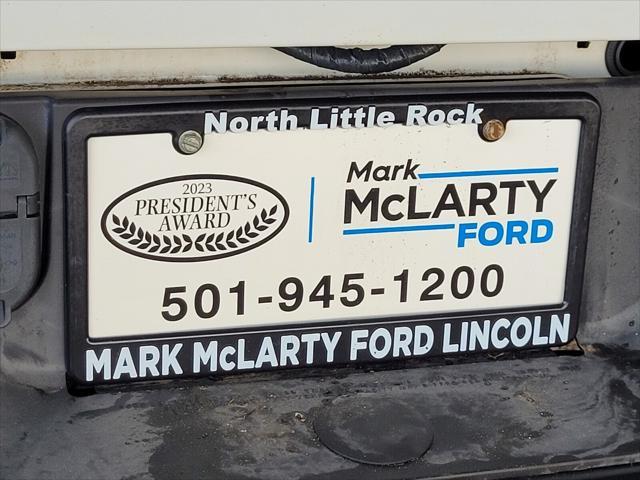 North Little Rock
2023
PRESIDENT'S
AWARD
Mark
McLARTY
FORD
501-945-1200
MARK McLARTY FORD LINCOLN